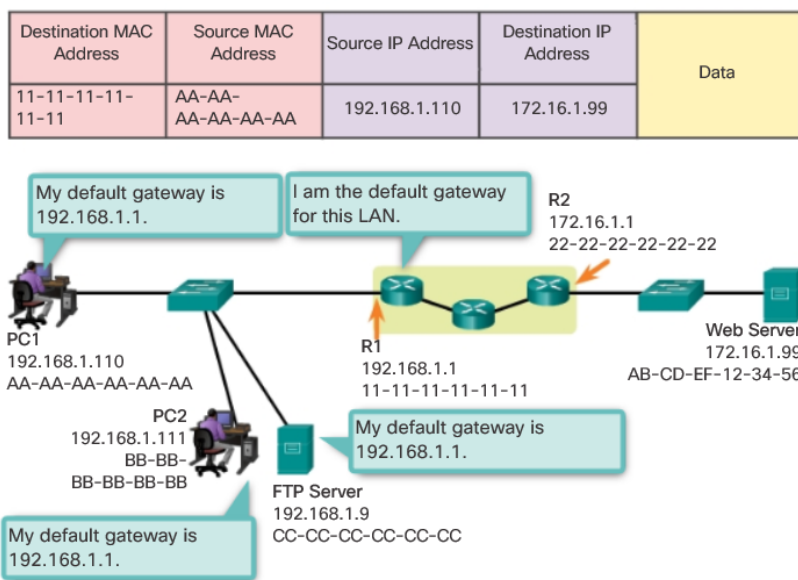 Destination MAC
Address
Source MAC
Address
Source IP Address
Destination IP
Address
Data
11-11-11-11-
11-11
AA-AA-
AA-AA-AA-AA
192.168.1.110
172.16.1.99
My default gateway is
192.168.1.1.
I am the default gateway
for this LAN.
R2
172.16.1.1
22-22-22-22-22-22
PC1
192.168.1.110
AA-AA-AA-AA-AA-AA
R1
192.168.1.1
11-11-11-11-11-11
Web Server
172.16.1.99
AB-CD-EF-12-34-56
PC2
192.168.1.111
BB-BB-
BB-BB-BB-BB
My default gateway is
192.168.1.1.
FTP Server
192.168.1.9
CC-CC-CC-CC-CC-CC
My default gateway is
192.168.1.1.